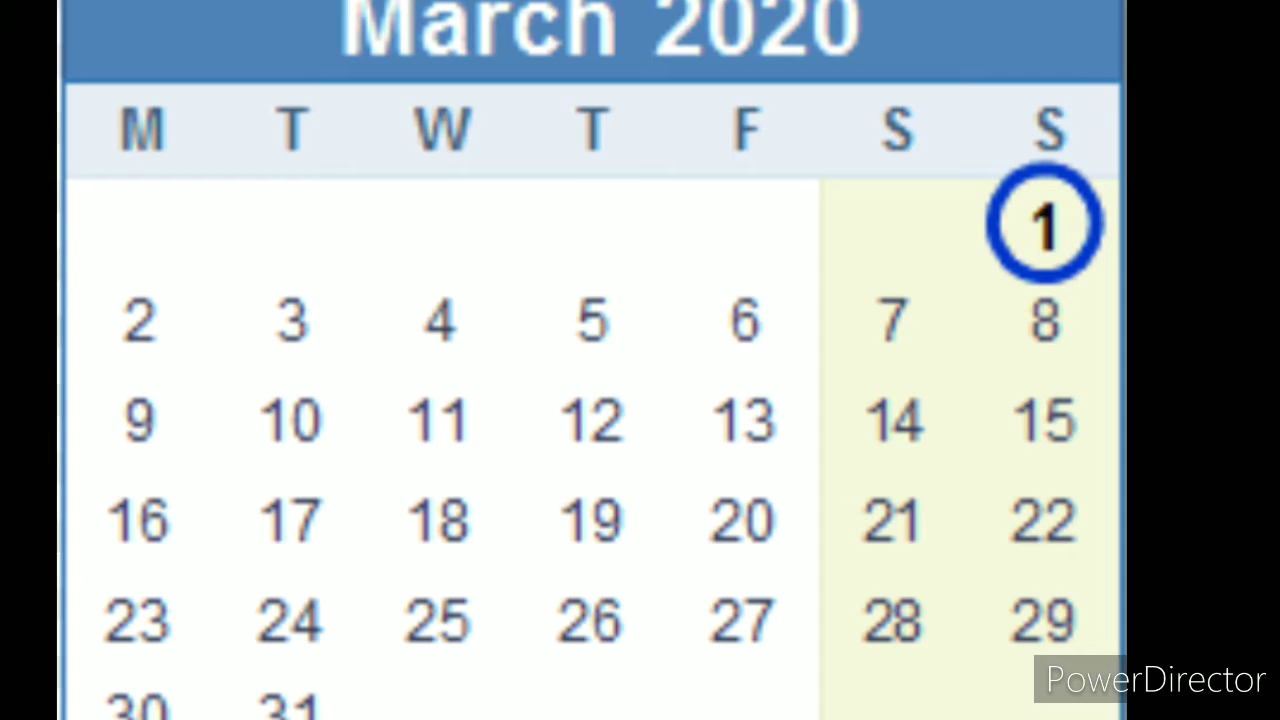 March 2020
M T W T F S S
1
2 3 4 5 6 7 8
9 10 11 12 13 14 15
16 17 18 19 20 21 22
23 24 25 26 27 28 29
30 31
PowerDirector